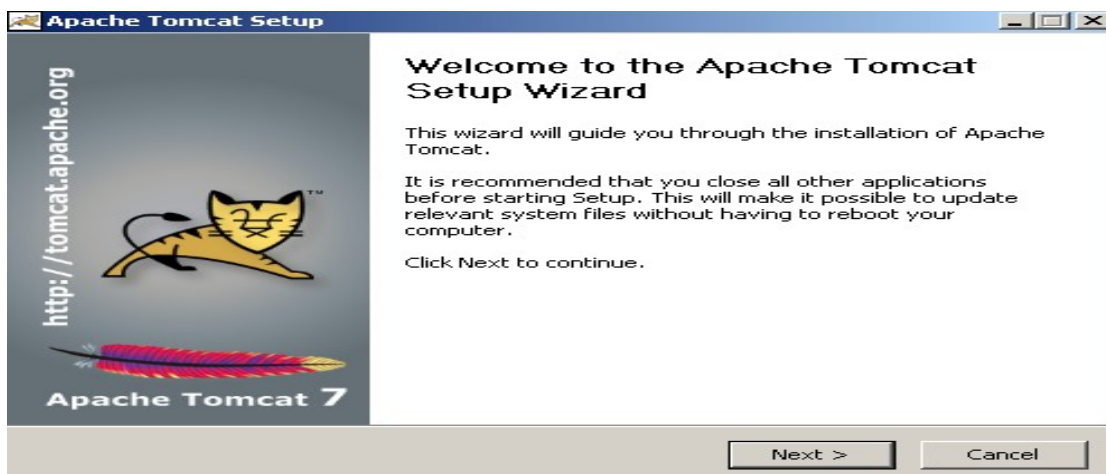 Apache Tomcat Setup
http://tomcat.apache.org
TM
Apache Tomcat 7
Welcome to the Apache Tomcat
Setup Wizard
This wizard will guide you through the installation of Apache
Tomcat.
It is recommended that you close all other applications
before starting Setup. This will make it possible to update
relevant system files without having to reboot your
computer.
Click Next to continue.
Next >
Cancel